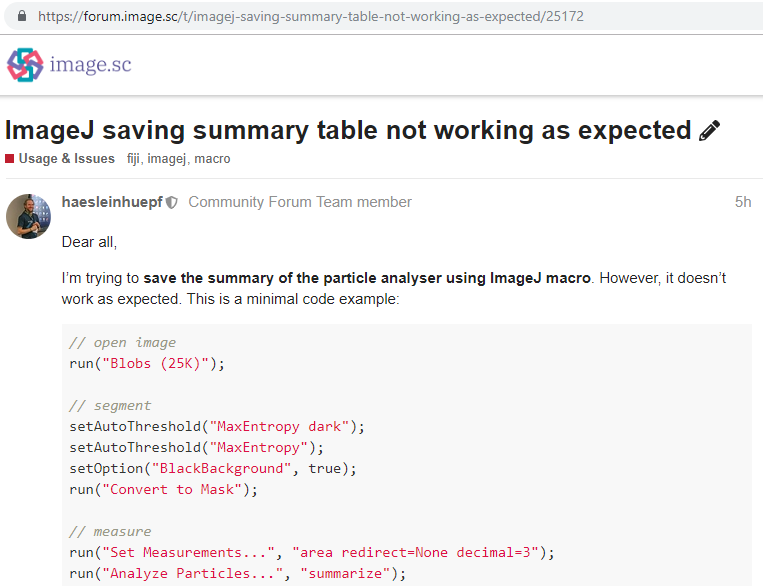 https://forum.image.sc/t/imagej-saving-summary-table-not-working-as-expected/25172
image.sc
ImageJ saving summary table not working as expected
Usage & Issues fiji, imagej, macro
haesleinhuepf Community Forum Team member 5h
Dear all,
I’m trying to save the summary of the particle analyser using ImageJ macro. However, it doesn’t
work as expected. This is a minimal code example:
// open image
run("Blobs (25K)");
// segment
setAutoThreshold("MaxEntropy dark");
setAutoThreshold("MaxEntropy");
setOption("BlackBackground", true);
run("Convert to Mask");
// measure
run("Set Measurements...", "area redirect=None decimal=3");
run("Analyze Particles...", "summarize");